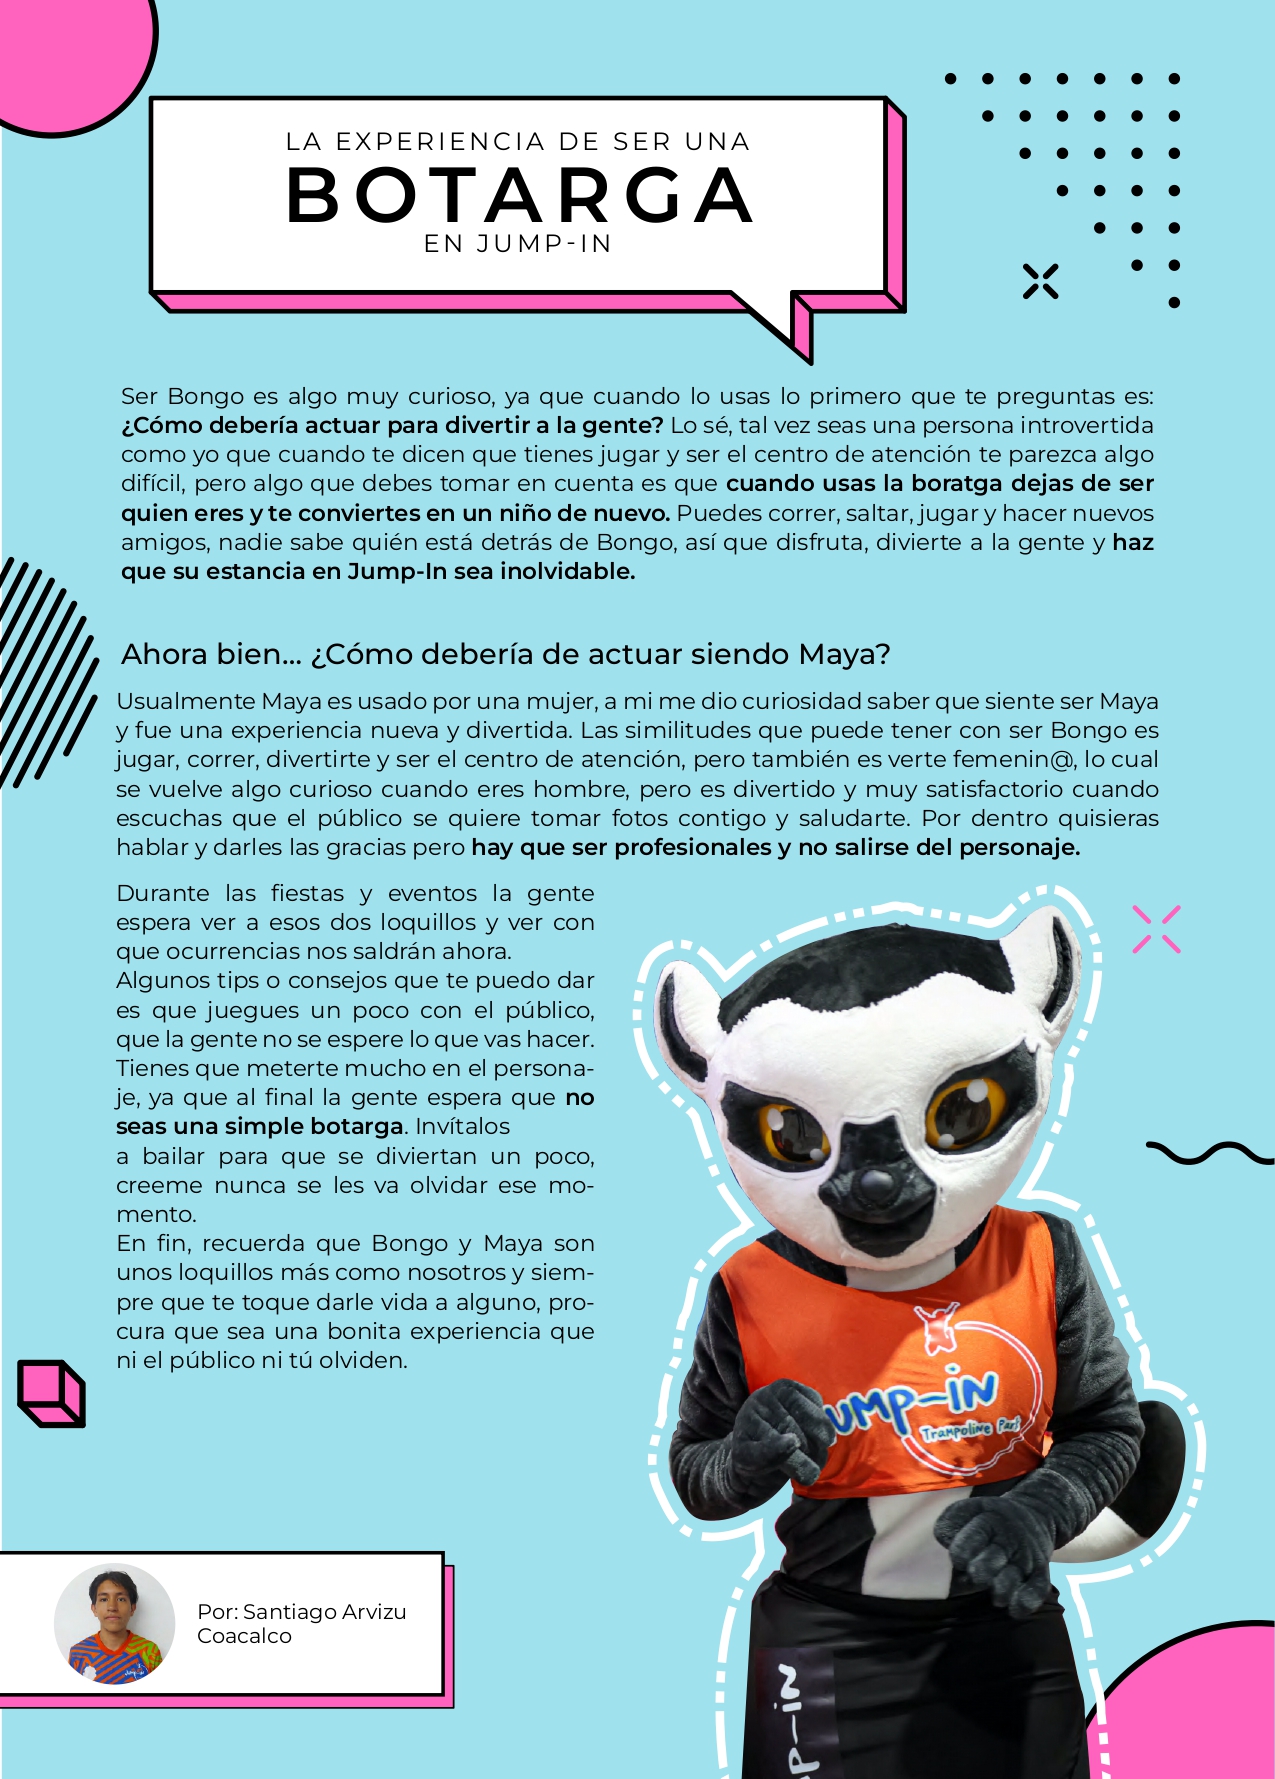 LA EXPERIENCIA DE SER UNA
BOTARGA
EN JUMP-IN
Ser Bongo es algo muy curioso, ya que cuando lo usas lo primero que te preguntas es:
¿Cómo debería actuar para divertir a la gente? Lo sé, tal vez seas una persona introvertida
como yo que cuando te dicen que tienes jugar y ser el centro de atención te parezca algo
difícil, pero algo que debes tomar en cuenta es que cuando usas la boratga dejas de ser
quien eres y te conviertes en un niño de nuevo. Puedes correr, saltar, jugar y hacer nuevos
amigos, nadie sabe quién está detrás de Bongo, así que disfruta, divierte a la gente y haz
que su estancia en Jump-In sea inolvidable.
Ahora bien... ¿Cómo debería de actuar siendo Maya?
Usualmente Maya es usado por una mujer, a mi me dio curiosidad saber que siente ser Maya
y fue una experiencia nueva y divertida. Las similitudes que puede tener con ser Bongo es
jugar, correr, divertirte y ser el centro de atención, pero también es verte femenin@, lo cual
se vuelve algo curioso cuando eres hombre, pero es divertido y muy satisfactorio cuando
escuchas que el público se quiere tomar fotos contigo y saludarte. Por dentro quisieras
hablar y darles las gracias pero hay que ser profesionales y no salirse del personaje.
Durante las fiestas y eventos la gente
espera ver a esos dos loquillos y ver con
que ocurrencias nos saldrán ahora.
Algunos tips o consejos que te puedo dar
es que juegues un poco con el público,
que la gente no se espere lo que vas hacer.
Tienes que meterte mucho en el persona-
je, ya que al final la gente espera que no
seas una simple botarga. Invítalos
a bailar para que se diviertan un poco,
creeme nunca se les va olvidar ese mo-
mento.
En fin, recuerda que Bongo y Maya son
unos loquillos más como nosotros y siem-
pre que te toque darle vida a alguno, pro-
cura que sea una bonita experiencia que
ni el público ni tú olviden.
UMP-IN
Trampoline Park
P-IN
Por: Santiago Arvizu
Coacalco